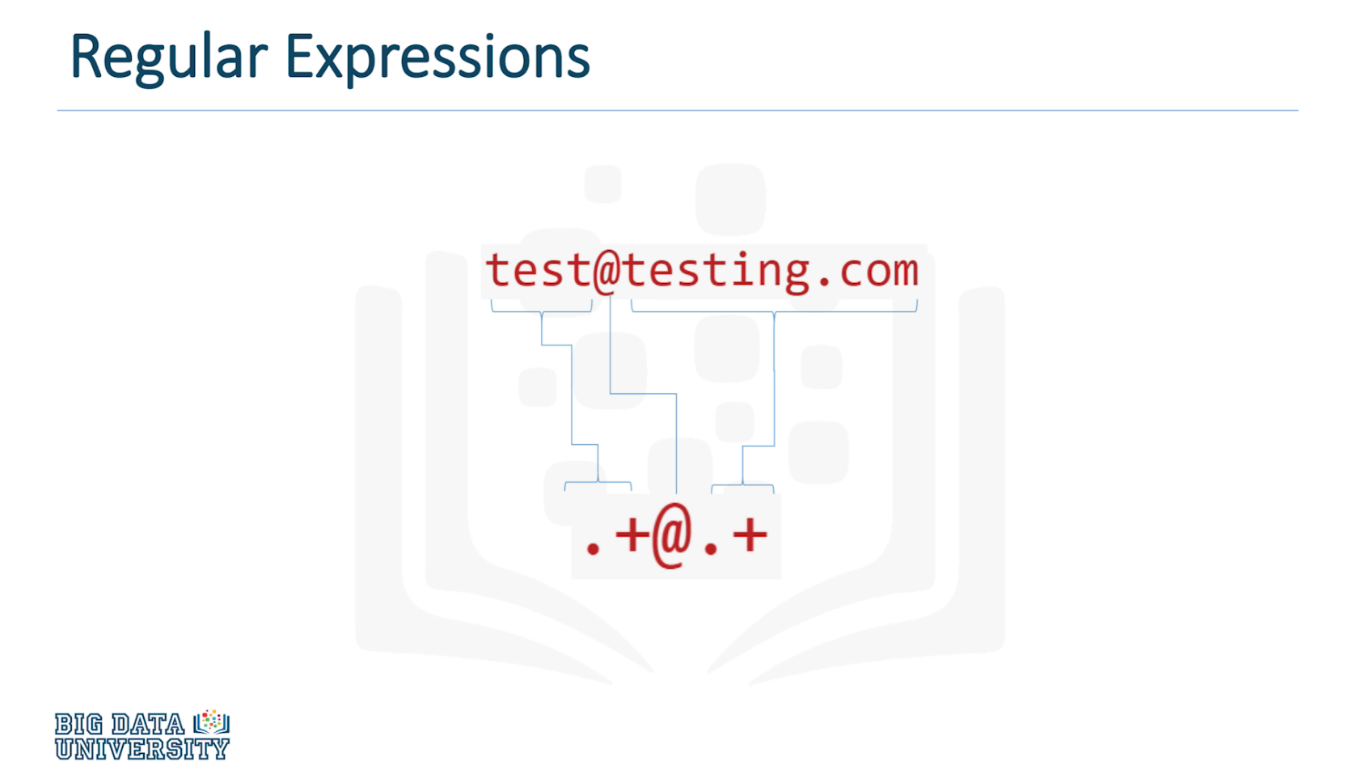 Regular Expressions
test@testing.com
.+@.+
BIG DATA
UNIVERSITY